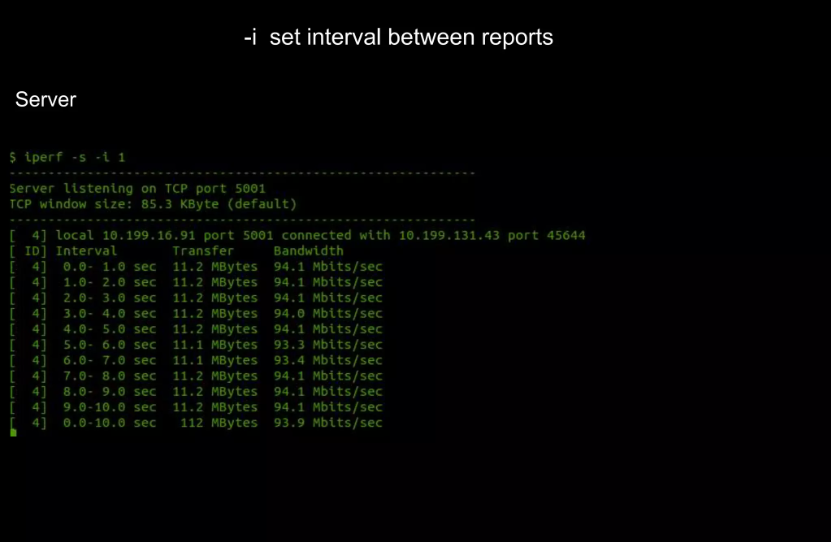 -i set interval between reports
Server
$ iperf -s -i 1
------------------------------------------------------------
Server listening on TCP port 5001
TCP window size: 85.3 KByte (default)
------------------------------------------------------------
[  4] local 10.199.16.91 port 5001 connected with 10.199.131.43 port 45644
[ ID] Interval       Transfer     Bandwidth
[  4]  0.0- 1.0 sec  11.2 MBytes  94.1 Mbits/sec
[  4]  1.0- 2.0 sec  11.2 MBytes  94.1 Mbits/sec
[  4]  2.0- 3.0 sec  11.2 MBytes  94.1 Mbits/sec
[  4]  3.0- 4.0 sec  11.2 MBytes  94.0 Mbits/sec
[  4]  4.0- 5.0 sec  11.2 MBytes  94.1 Mbits/sec
[  4]  5.0- 6.0 sec  11.1 MBytes  93.3 Mbits/sec
[  4]  6.0- 7.0 sec  11.1 MBytes  93.4 Mbits/sec
[  4]  7.0- 8.0 sec  11.2 MBytes  94.1 Mbits/sec
[  4]  8.0- 9.0 sec  11.2 MBytes  94.1 Mbits/sec
[  4]  9.0-10.0 sec  11.2 MBytes  94.1 Mbits/sec
[  4]  0.0-10.0 sec   112 MBytes  93.9 Mbits/sec